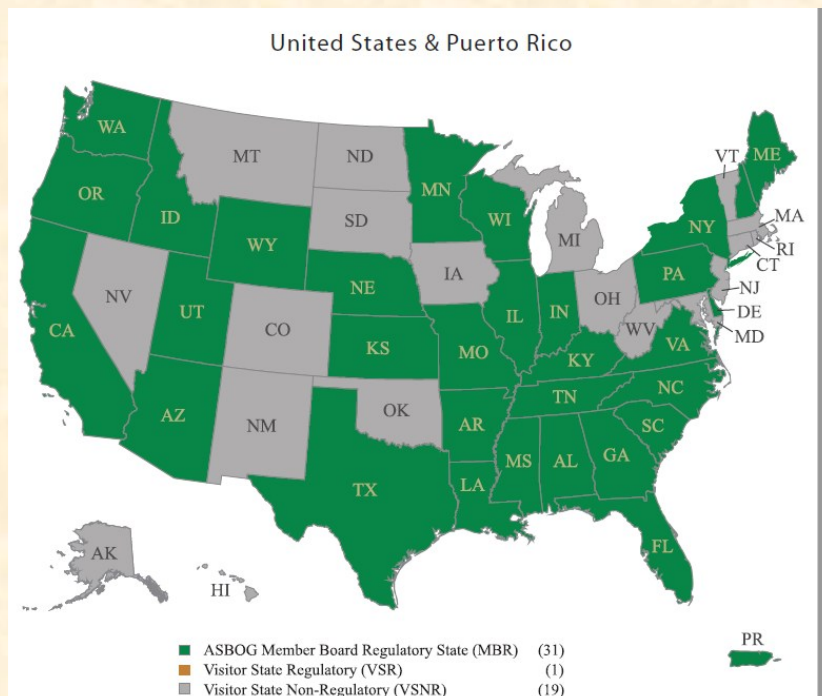 United States & Puerto Rico
WA
MT
ND
MN
VT
ME
OR
ID
SD
WI
NY
MA
WY
MI
RI
CT
IA
PA
NV
NE
NJ
UT
IL
IN
OH
DE
CA
CO
WV
MD
KS
MO
KY
VA
TN
NC
AZ
NM
OK
AR
SC
MS
AL
GA
TX
LA
FL
AK
HI
PR
ASBOG Member Board Regulatory State (MBR) (31)
Visitor State Regulatory (VSR) (1)
Visitor State Non-Regulatory (VSNR) (19)